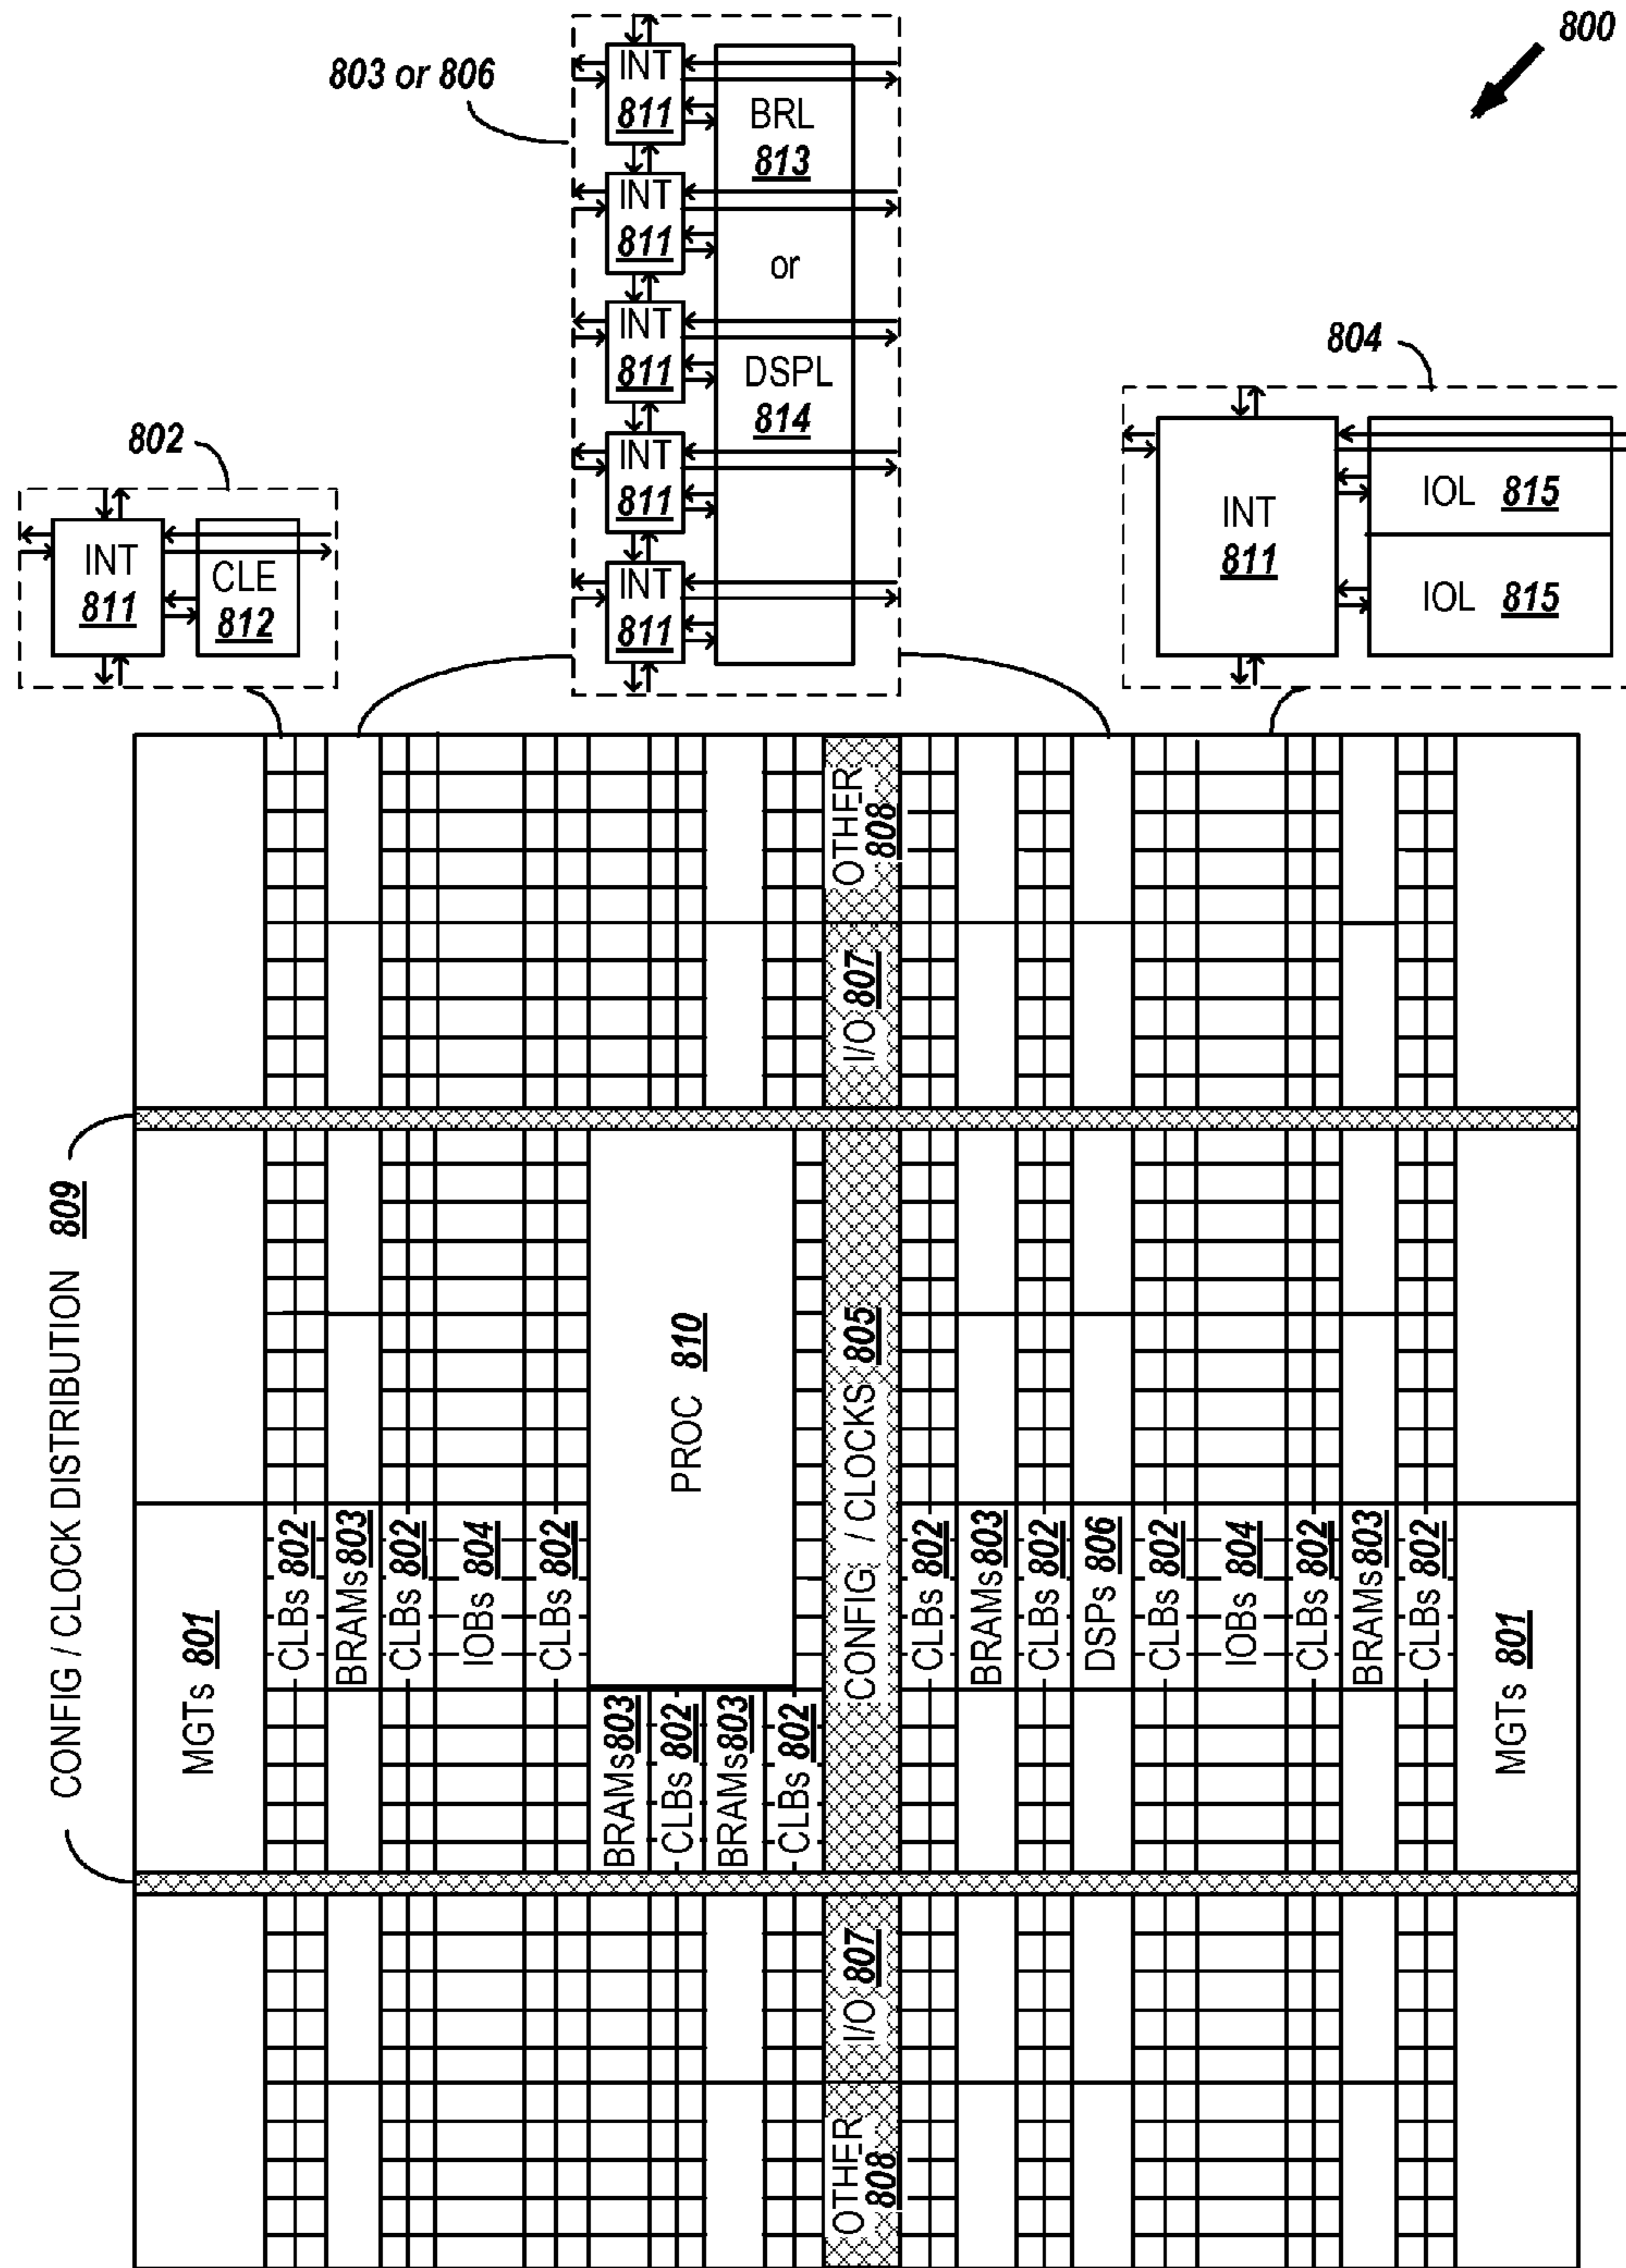 800
803 or 806
INT
811
INT
811
INT
811
INT
811
INT
811
BRL
813
or
DSPL
814
804
INT
811
IOL 815
IOL 815
802
INT
811
CLE
812
OTHER
808
I/O 807
CONFIG / CLOCK DISTRIBUTION 809
PROC 810
CONFIG / CLOCKS 805
MGTs 801
CLBs 802
BRAMs 803
CLBs 802
IOBs 804
CLBs 802
BRAMs 803
CLBs 802
BRAMs 803
CLBs 802
CLBs 802
BRAMs 803
CLBs 802
DSPs 806
CLBs 802
IOBs 804
CLBs 802
BRAMs 803
CLBs 802
MGTs 801
I/O 807
OTHER
808